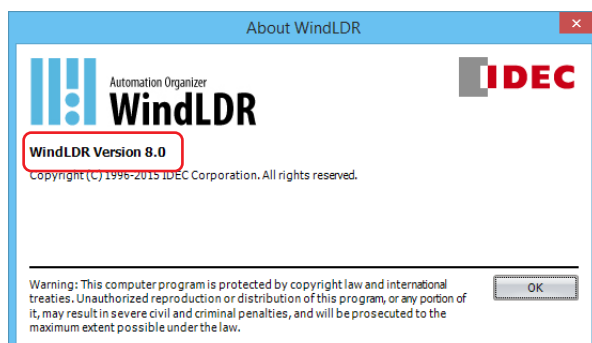 About WindLDR
×
Automation Organizer
WindLDR
IDEC
WindLDR Version 8.0
Copyright (C) 1996-2015 IDEC Corporation. All rights reserved.
Warning: This computer program is protected by copyright law and international
treaties. Unauthorized reproduction or distribution of this program, or any portion of
it, may result in severe civil and criminal penalties, and will be prosecuted to the
maximum extent possible under the law.
OK